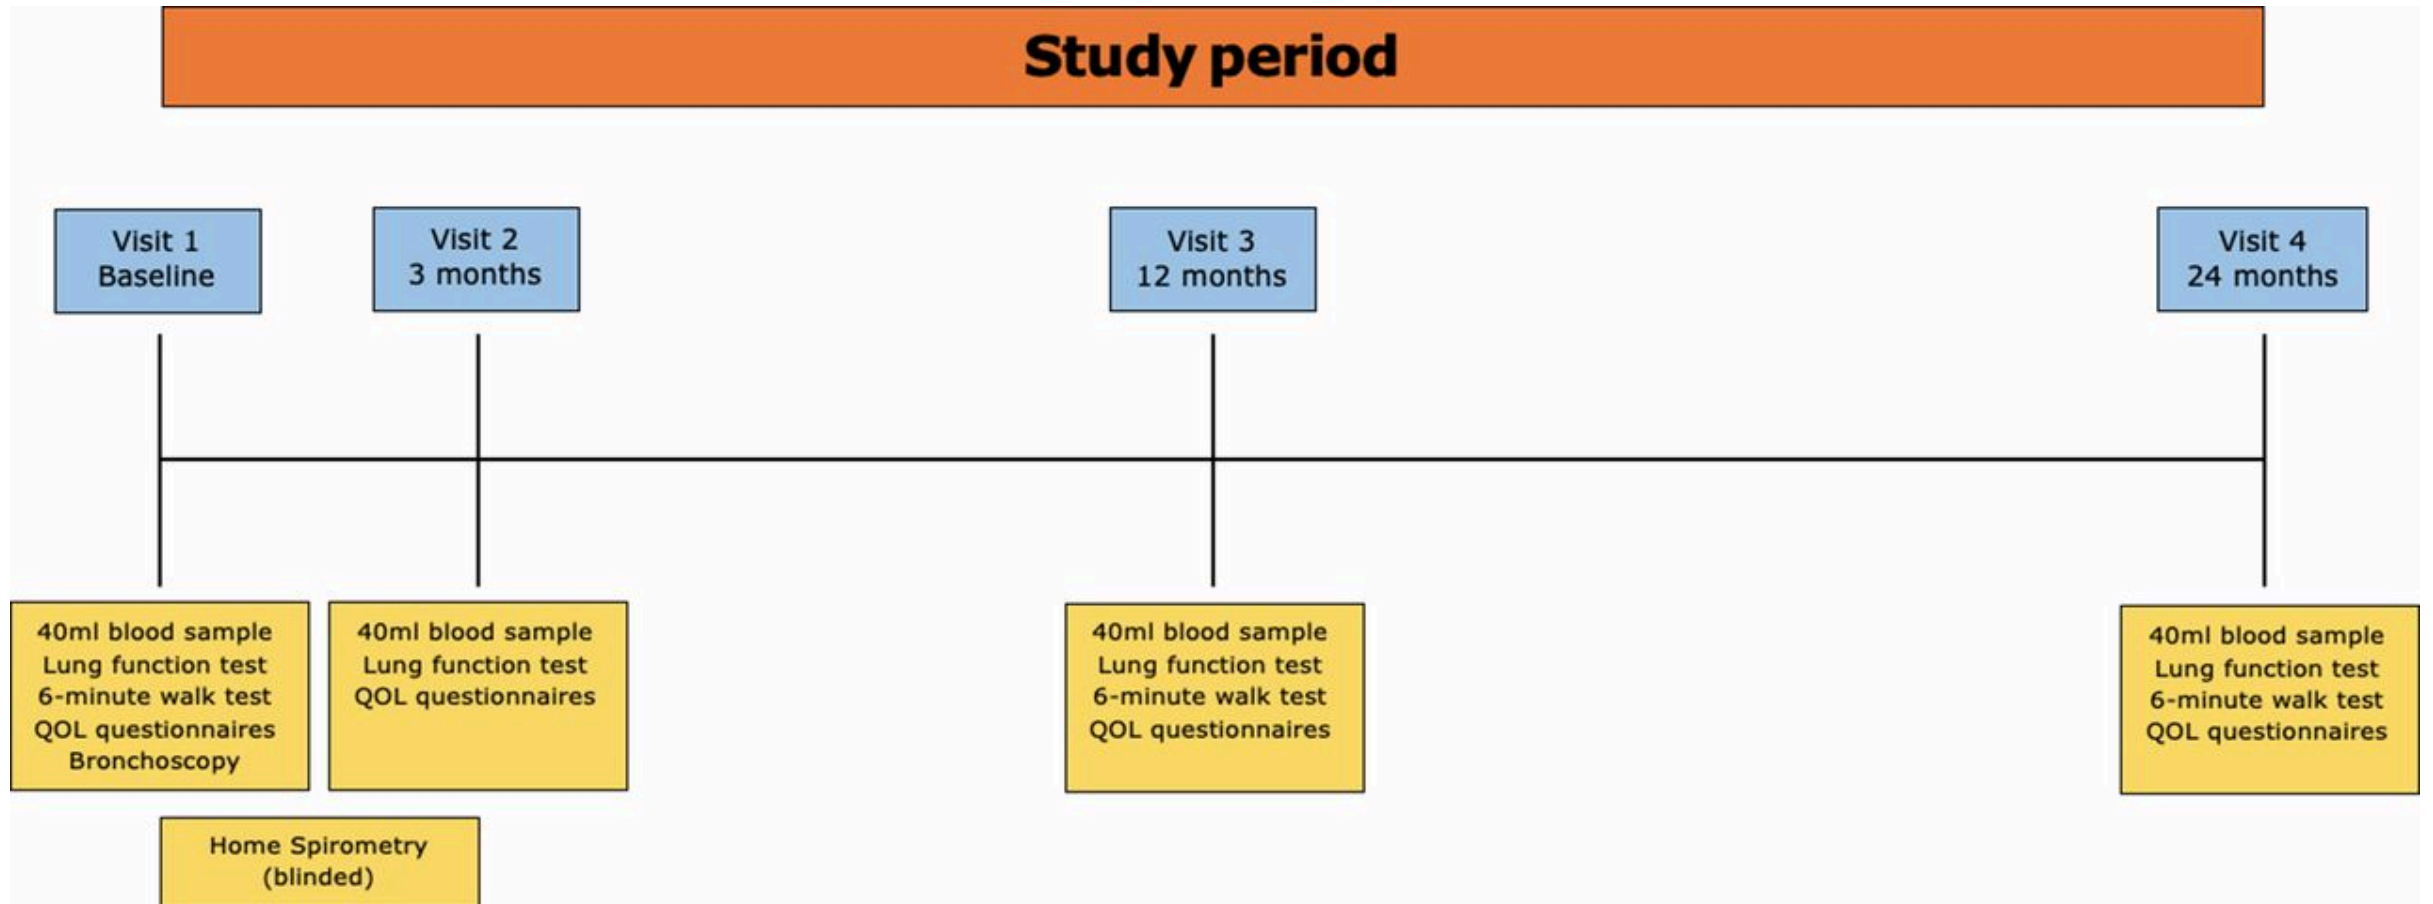 Study period
Visit 1
Baseline
Visit 2
3 months
Visit 3
12 months
Visit 4
24 months
40ml blood sample
Lung function test
6-minute walk test
QOL questionnaires
Bronchoscopy
40ml blood sample
Lung function test
QOL questionnaires
40ml blood sample
Lung function test
6-minute walk test
QOL questionnaires
40ml blood sample
Lung function test
6-minute walk test
QOL questionnaires
Home Spirometry
(blinded)